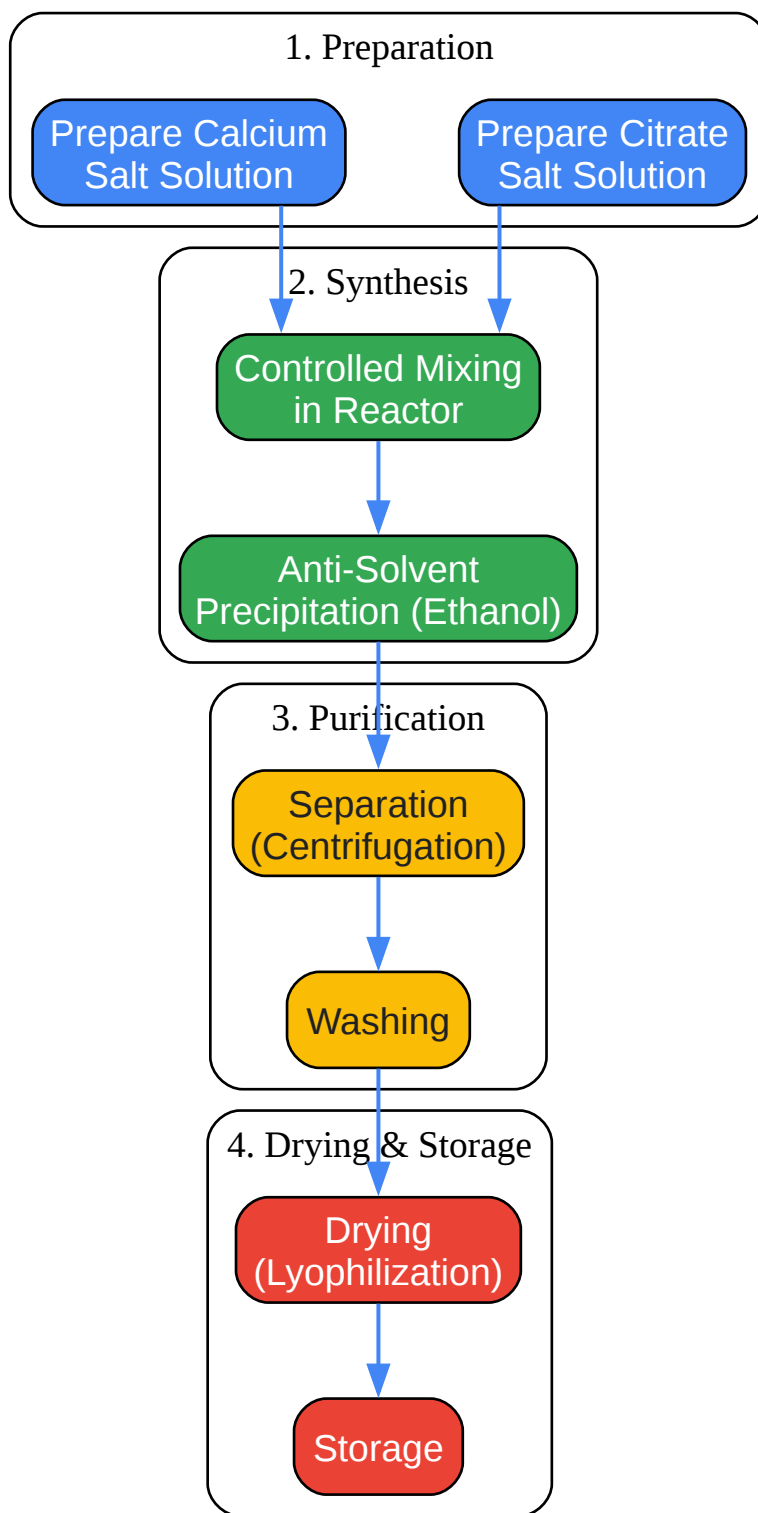 1. Preparation
Prepare Calcium
Salt Solution
Prepare Citrate
Salt Solution
2. Synthesis
Controlled Mixing
in Reactor
Anti-Solvent
Precipitation (Ethanol)
3. Purification
Separation
(Centrifugation)
Washing
4. Drying & Storage
Drying
(Lyophilization)
Storage